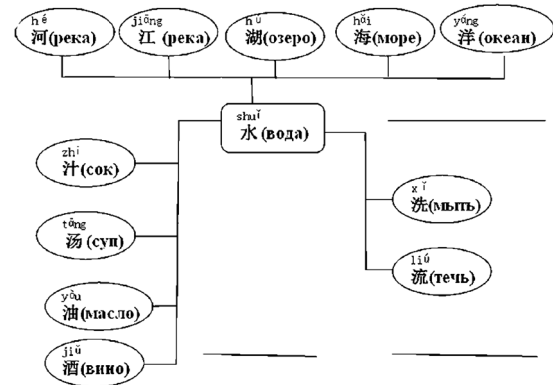 hé
河(река)
jiāng
江 (река)
hú
湖(озеро)
hǎi
海(море)
yáng
洋 (океан)
shuǐ
水(вода)
zhī
汁(сок)
tāng
汤 (суп)
yóu
油(масло)
jiǔ
酒(вино)
xǐ
洗(мыть)
liú
流(течь)